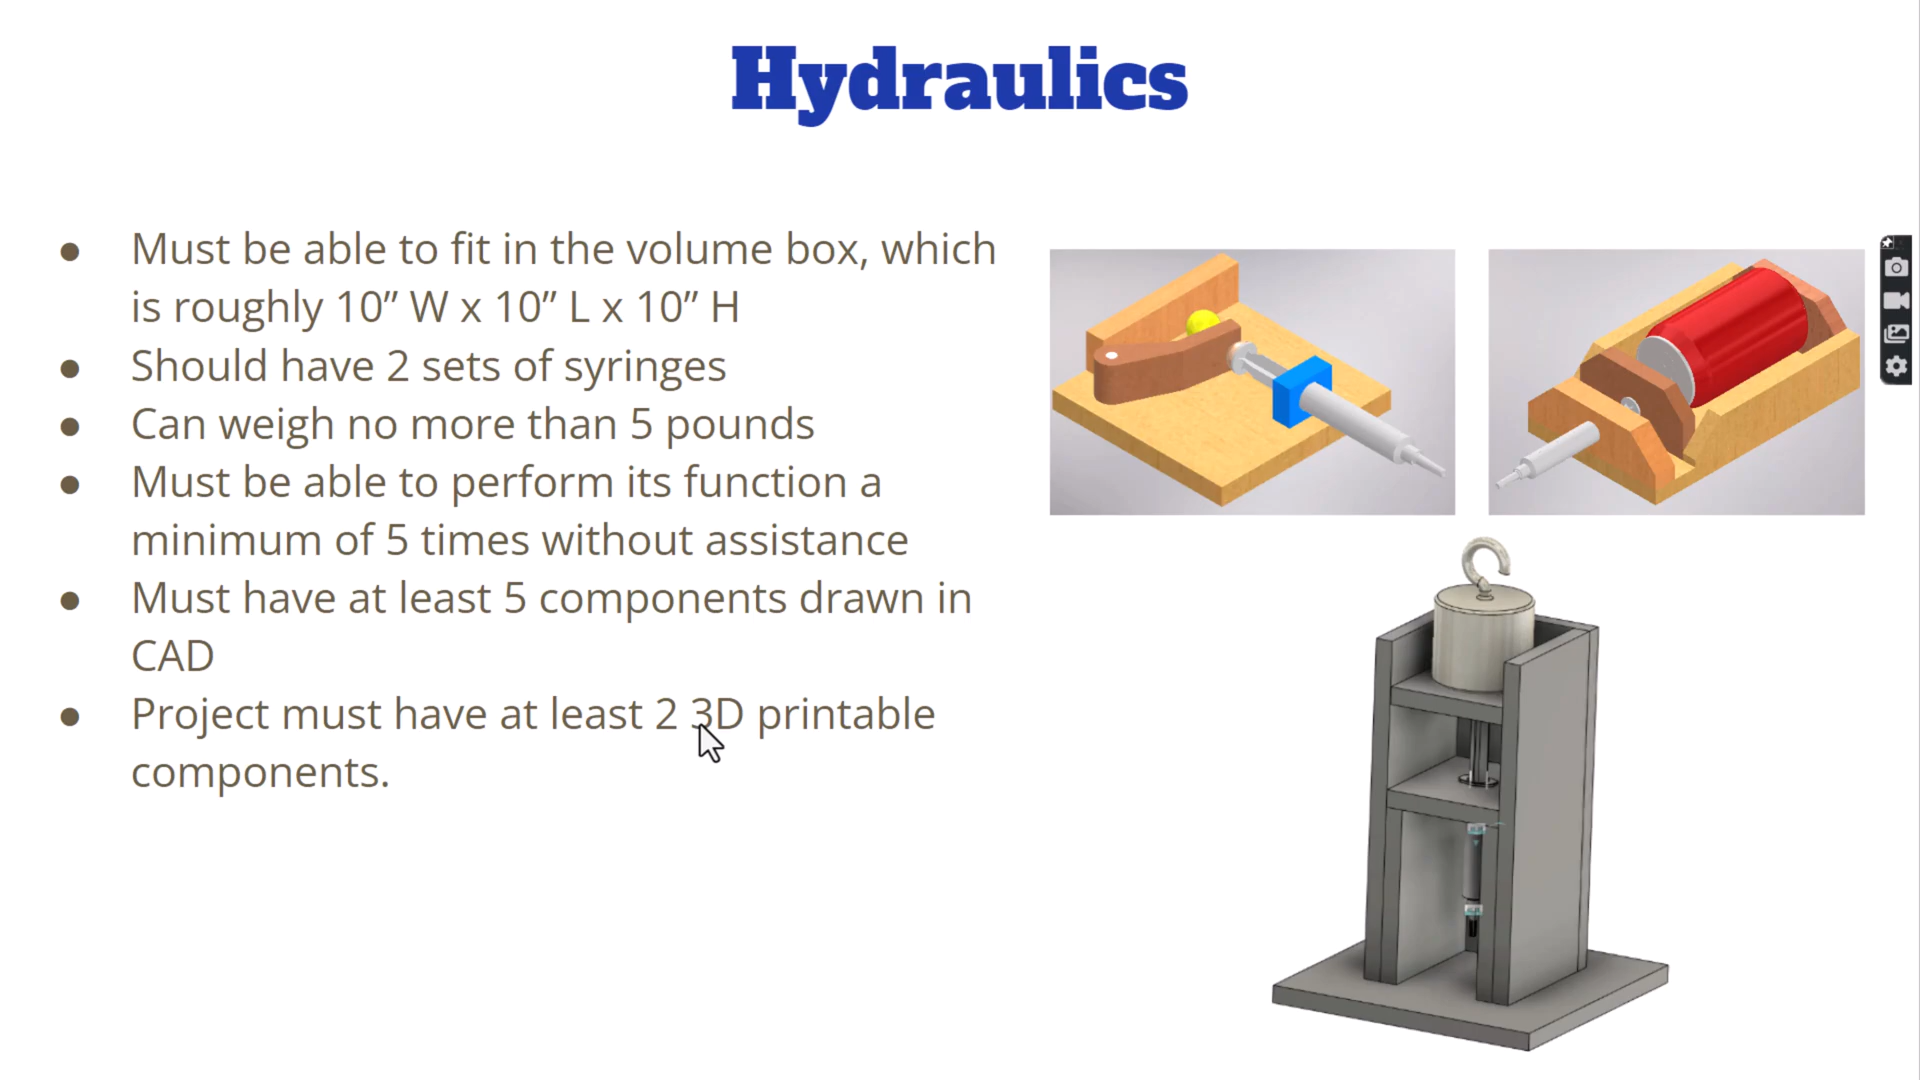 Hydraulics
● Must be able to fit in the volume box, which
is roughly 10” W x 10” L x 10” H
● Should have 2 sets of syringes
● Can weigh no more than 5 pounds
● Must be able to perform its function a
minimum of 5 times without assistance
● Must have at least 5 components drawn in
CAD
● Project must have at least 2 3D printable
components.